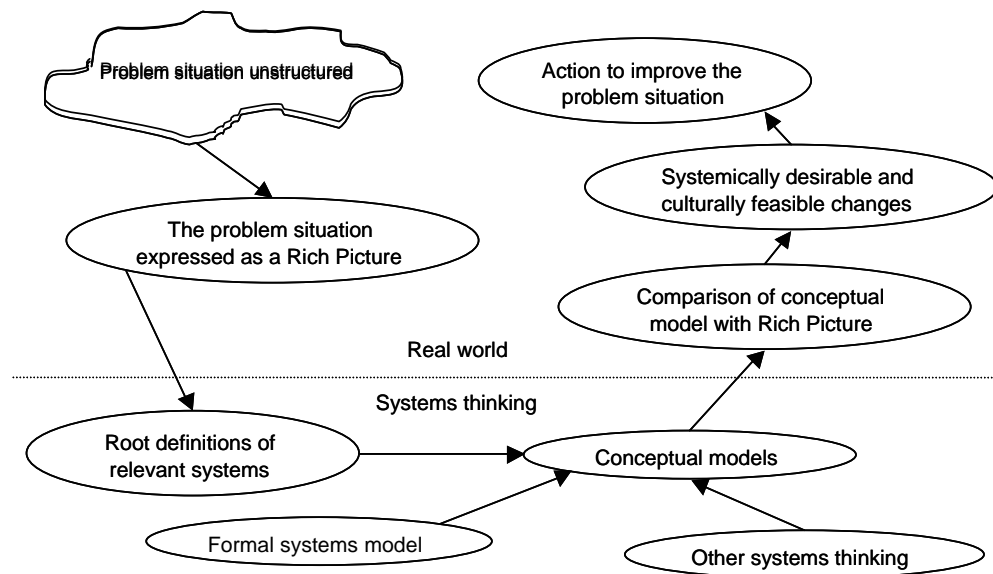 Problem situation unstructured
Action to improve the
problem situation
Systemically desirable and
culturally feasible changes
The problem situation
expressed as a Rich Picture
Comparison of conceptual
model with Rich Picture
Real world
Systems thinking
Root definitions of
relevant systems
Conceptual models
Formal systems model
Other systems thinking